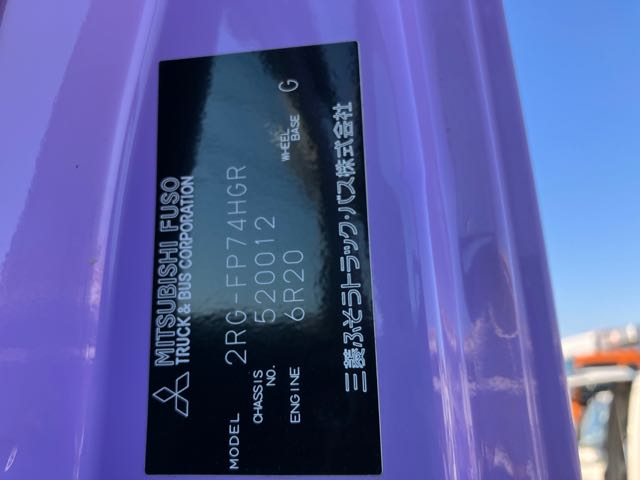 MITSUBISHI FUSO
TRUCK & BUS CORPORATION
MODEL 2RG-FP74HGR
CHASSIS NO. 520012
ENGINE 6R20 WHEEL BASE G
三菱ふそうトラック・バス株式会社